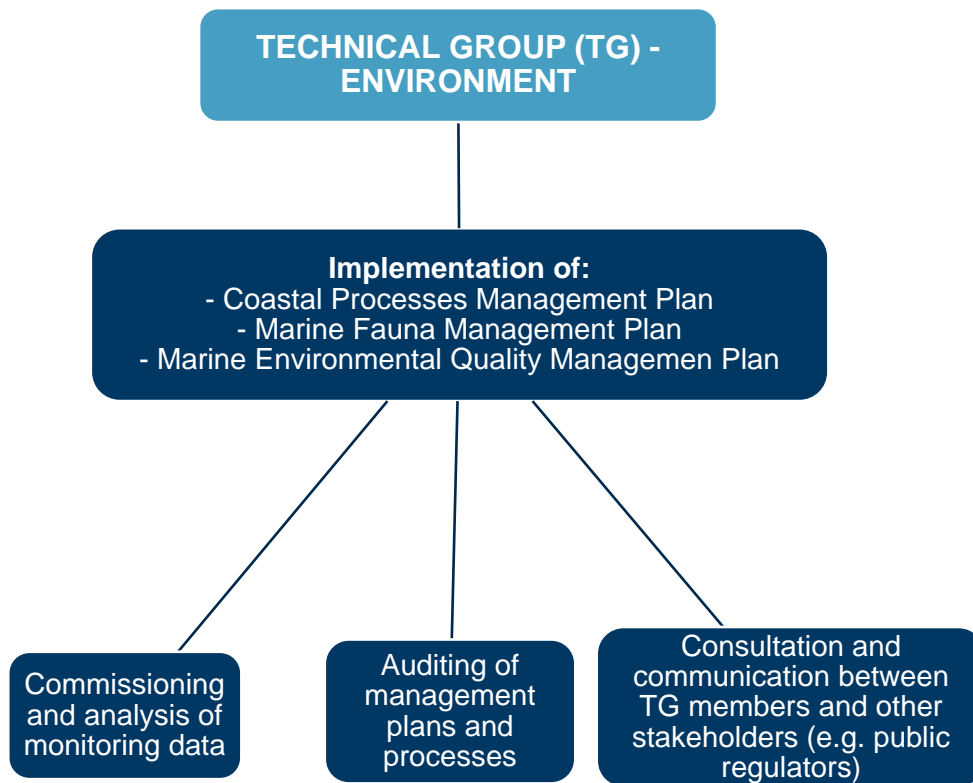 TECHNICAL GROUP (TG) -
ENVIRONMENT
Implementation of:
- Coastal Processes Management Plan
- Marine Fauna Management Plan
- Marine Environmental Quality Managemen Plan
Commissioning
and analysis of
monitoring data
Auditing of
management
plans and
processes
Consultation and
communication between
TG members and other
stakeholders (e.g. public
regulators)